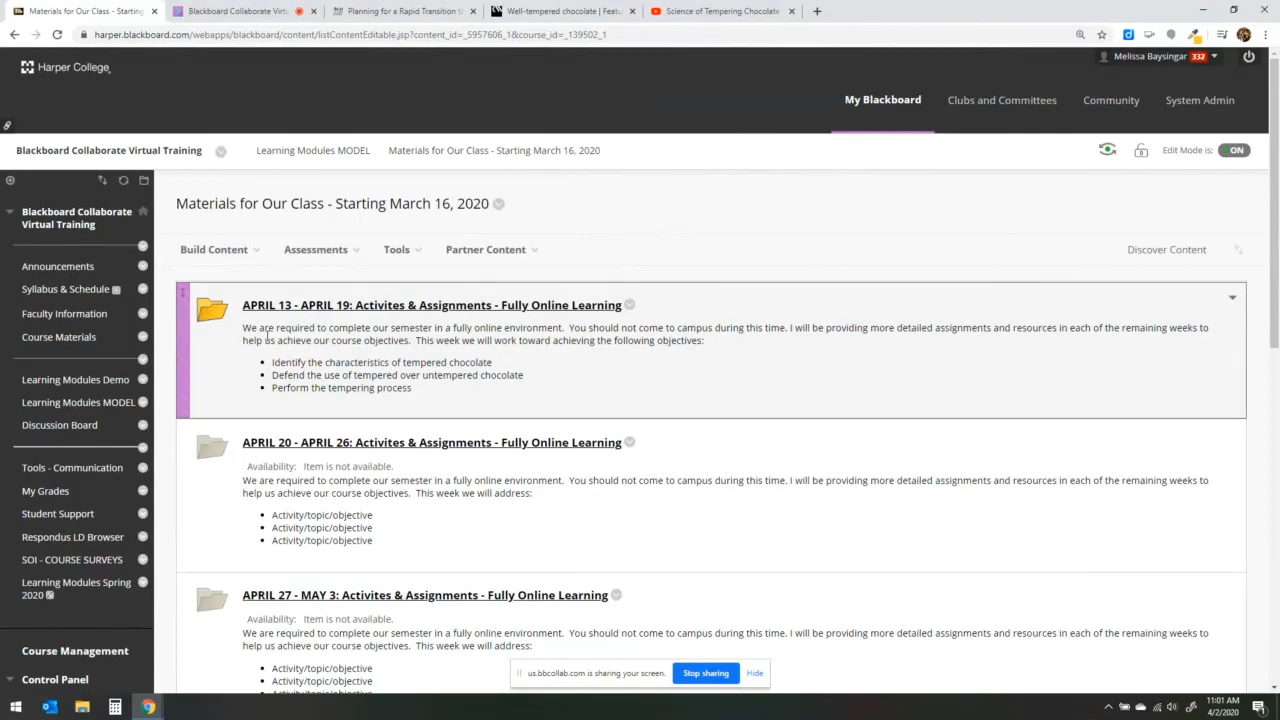 Materials for Our Class - Starting
Blackboard Collaborate Virtu
Planning for a Rapid Transition to
Well-tempered chocolate | Featu
Science of Tempering Chocolate
harper.blackboard.com/webapps/blackboard/content/listContentEditable.jsp?content_id=_5957606_1&course_id=_139502_1
Harper College
Melissa Baysingar 332
My Blackboard
Clubs and Committees
Community
System Admin
Blackboard Collaborate Virtual Training
Learning Modules MODEL
Materials for Our Class - Starting March 16, 2020
Edit Mode is: ON
Blackboard Collaborate
Virtual Training
Announcements
Syllabus & Schedule
Faculty Information
Course Materials
Learning Modules Demo
Learning Modules MODEL
Discussion Board
Tools - Communication
My Grades
Student Support
Respondus LD Browser
SOI - COURSE SURVEYS
Learning Modules Spring
2020
Course Management
Control Panel
Materials for Our Class - Starting March 16, 2020
Build Content
Assessments
Tools
Partner Content
Discover Content
APRIL 13 - APRIL 19: Activites & Assignments - Fully Online Learning
We are required to complete our semester in a fully online environment. You should not come to campus during this time. I will be providing more detailed assignments and resources in each of the remaining weeks to
help us achieve our course objectives. This week we will work toward achieving the following objectives:
• Identify the characteristics of tempered chocolate
• Defend the use of tempered over untempered chocolate
• Perform the tempering process
APRIL 20 - APRIL 26: Activites & Assignments - Fully Online Learning
Availability: Item is not available.
We are required to complete our semester in a fully online environment. You should not come to campus during this time. I will be providing more detailed assignments and resources in each of the remaining weeks to
help us achieve our course objectives. This week we will address:
• Activity/topic/objective
• Activity/topic/objective
• Activity/topic/objective
APRIL 27 - MAY 3: Activites & Assignments - Fully Online Learning
Availability: Item is not available.
We are required to complete our semester in a fully online environment. You should not come to campus during this time. I will be providing more detailed assignments and resources in each of the remaining weeks to
help us achieve our course objectives. This week we will address:
• Activity/topic/objective
• Activity/topic/objective
us.bbcollab.com is sharing your screen.
Stop sharing
Hide
11:01 AM
4/2/2020